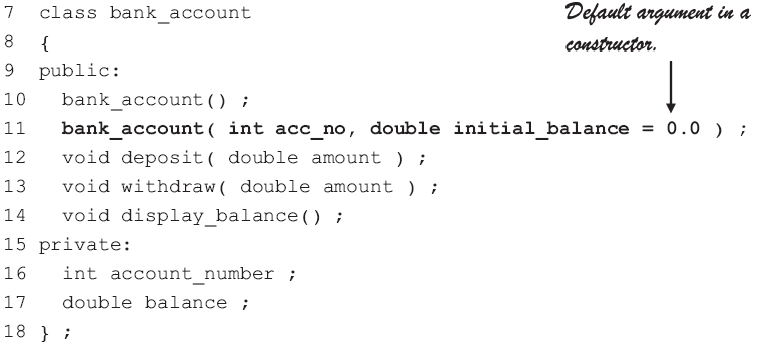 7 class bank_account
Default argument in a
8 {
constructor.
9 public:
10 bank_account() ;
11 bank_account( int acc_no, double initial_balance = 0.0 ) ;
12 void deposit( double amount ) ;
13 void withdraw( double amount ) ;
14 void display_balance() ;
15 private:
16 int account_number ;
17 double balance ;
18 } ;